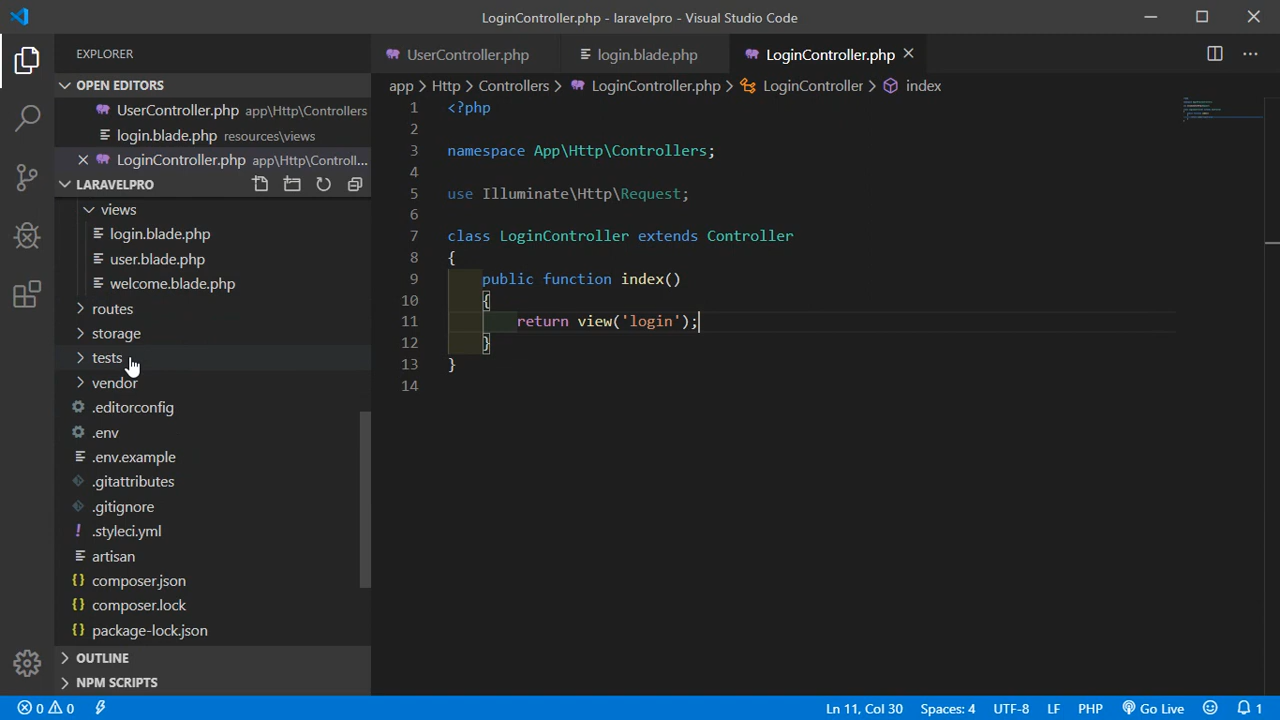 LoginController.php - laravelpro - Visual Studio Code
EXPLORER
OPEN EDITORS
UserController.php app\Http\Controllers
login.blade.php resources\views
LoginController.php app\Http\Controll...
LARAVELPRO
views
login.blade.php
user.blade.php
welcome.blade.php
routes
storage
tests
vendor
.editorconfig
.env
.env.example
.gitattributes
.gitignore
.styleci.yml
artisan
composer.json
composer.lock
package-lock.json
OUTLINE
NPM SCRIPTS
UserController.php login.blade.php LoginController.php
app > Http > Controllers > LoginController.php > LoginController > index
1 <?php
2
3 namespace App\Http\Controllers;
4
5 use Illuminate\Http\Request;
6
7 class LoginController extends Controller
8 {
9 public function index()
10 {
11 return view('login');
12 }
13 }
14
0 0 Ln 11, Col 30 Spaces: 4 UTF-8 LF PHP Go Live 1